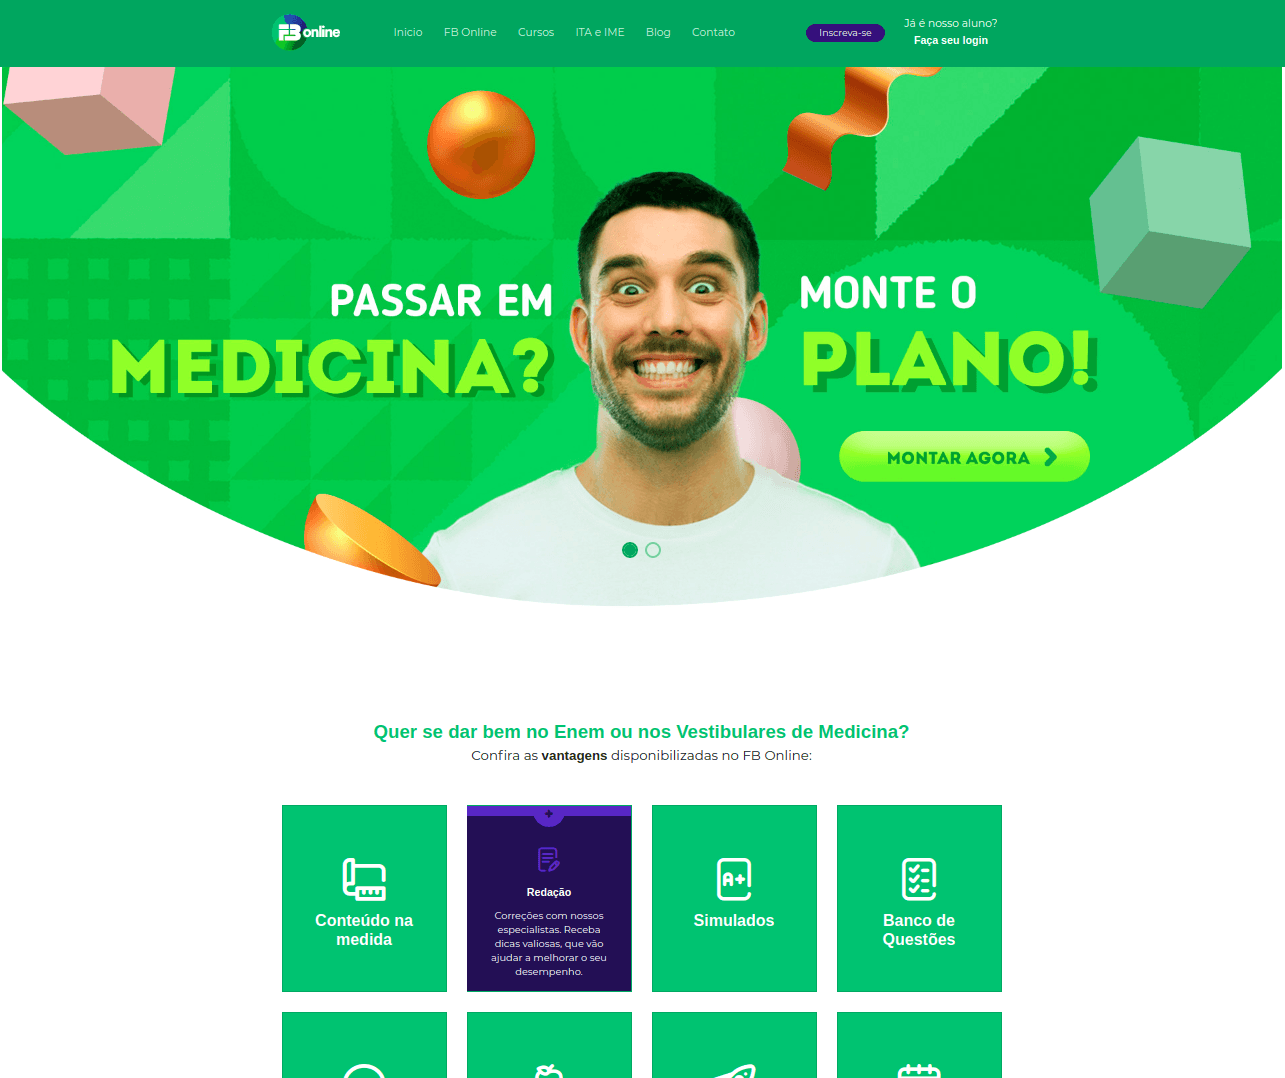 FB online
Inicio FB Online Cursos ITA e IME Blog Contato
Inscreva-se
Já é nosso aluno?
Faça seu login
PASSAR EM
MEDICINA?
MONTE O
PLANO!
MONTAR AGORA
Quer se dar bem no Enem ou nos Vestibulares de Medicina?
Confira as vantagens disponibilizadas no FB Online:
Conteúdo na
medida
+
Redação
Correções com nossos
especialistas. Receba
dicas valiosas, que vão
ajudar a melhorar o seu
desempenho.
A+
Simulados
Banco de
Questões